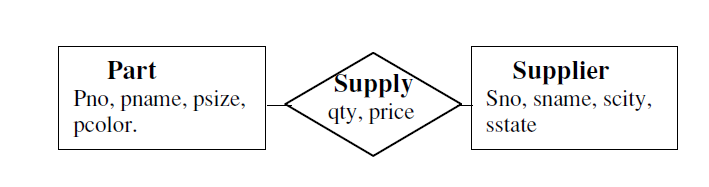 Part
Pno, pname, psize,
pcolor.
Supply
qty, price
Supplier
Sno, sname, scity,
sstate